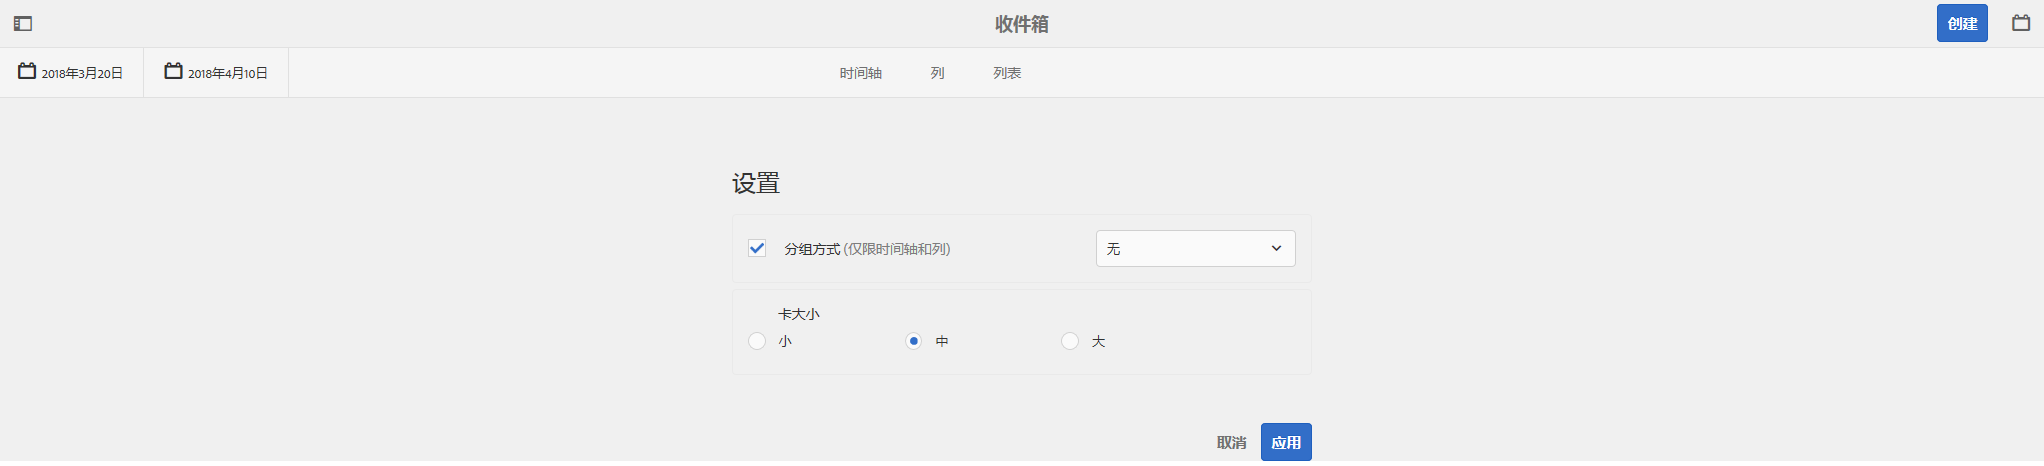 收件箱
创建
2018年3月20日
2018年4月10日
时间轴
列
列表
设置
分组方式 (仅限时间轴和列)
无
卡大小
小
中
大
取消
应用